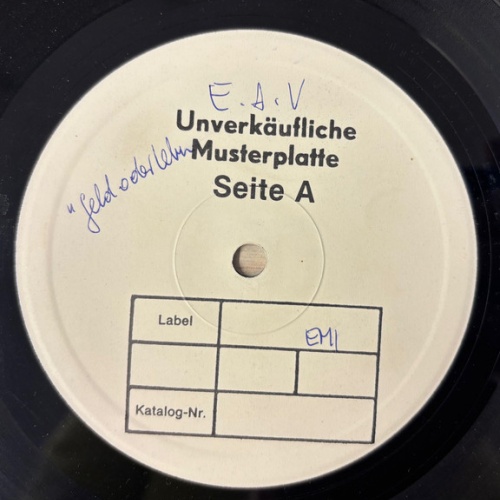 E.A.V
Unverkäufliche
Musterplatte
"Geld oder Leben
Seite A
Label
EMI
Katalog-Nr.